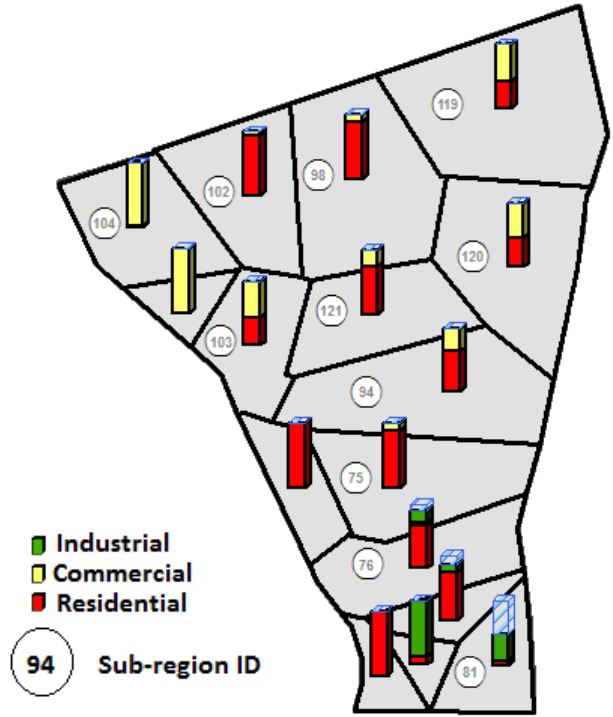 119
98
102
104
120
121
103
94
75
76
81
Industrial
Commercial
Residential
94 Sub-region ID